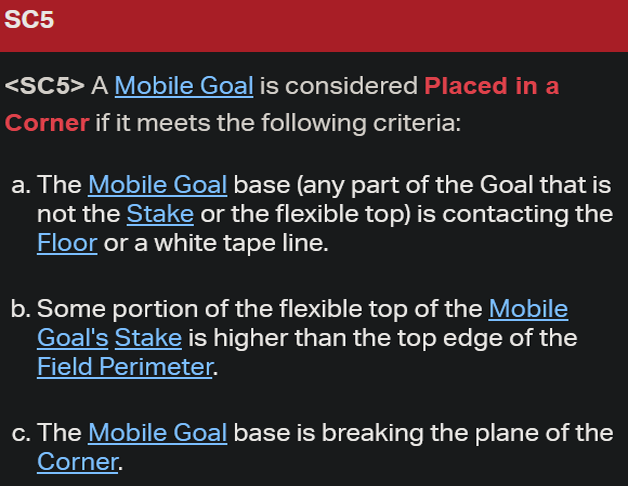 SC5
<SC5> A Mobile Goal is considered Placed in a
Corner if it meets the following criteria:
a. The Mobile Goal base (any part of the Goal that is
not the Stake or the flexible top) is contacting the
Floor or a white tape line.
b. Some portion of the flexible top of the Mobile
Goal's Stake is higher than the top edge of the
Field Perimeter.
c. The Mobile Goal base is breaking the plane of the
Corner.